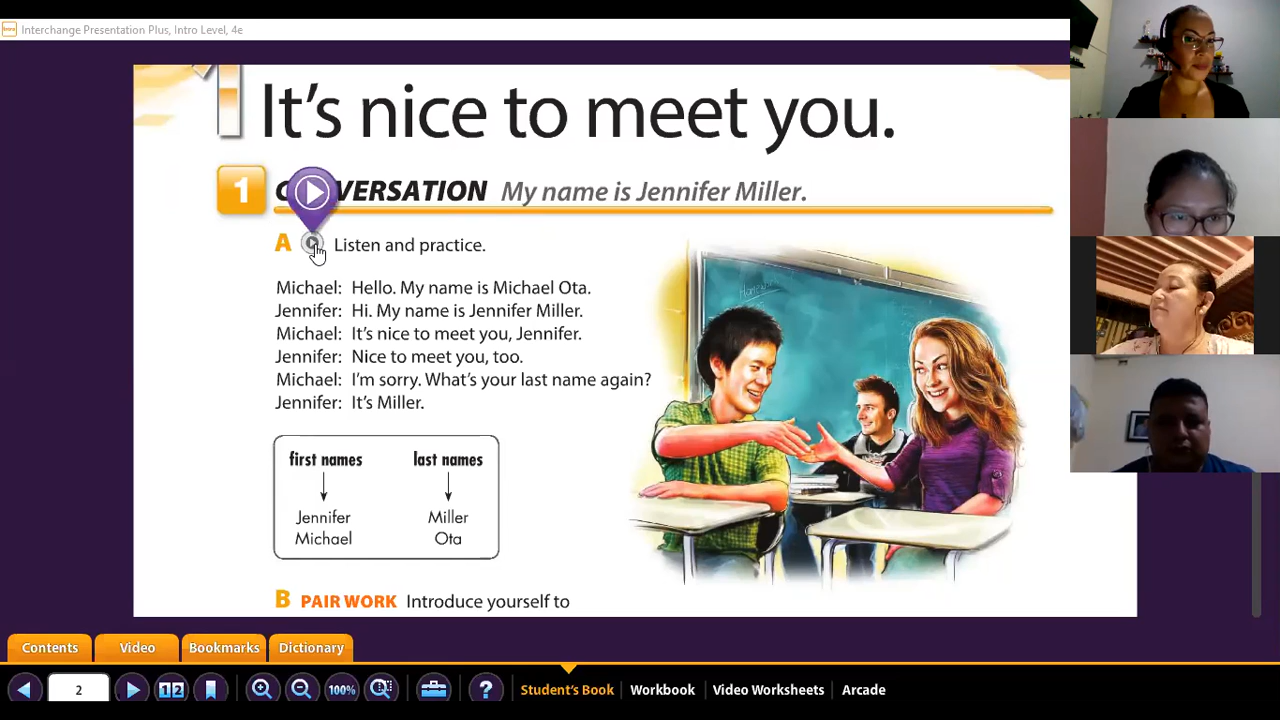 Interchange Presentation Plus, Intro Level, 4e
1 It's nice to meet you.
1 VERSATION My name is Jennifer Miller.
A Listen and practice.
Michael: Hello. My name is Michael Ota.
Jennifer: Hi. My name is Jennifer Miller.
Michael: It's nice to meet you, Jennifer.
Jennifer: Nice to meet you, too.
Michael: I'm sorry. What's your last name again?
Jennifer: It's Miller.
first names last names
Jennifer Miller
Michael Ota
B PAIR WORK Introduce yourself to
Contents Video Bookmarks Dictionary
2 1 2 100% ? Student's Book Workbook Video Worksheets Arcade